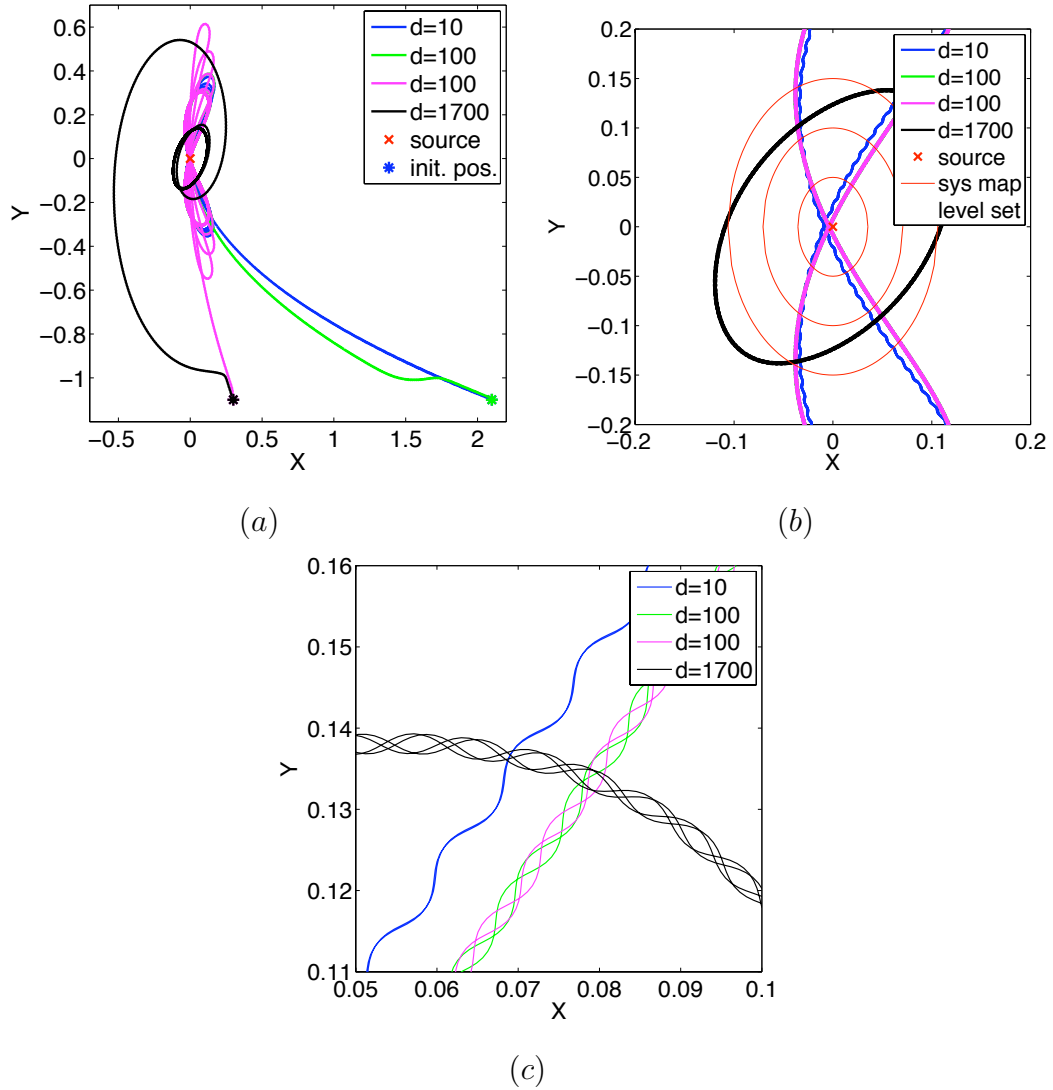 0.6
0.4
0.2
0
−0.2
−0.4
−0.6
−0.8
−1
Y
−0.5 0 0.5 1 1.5 2
X
d=10
d=100
d=100
d=1700
source
init. pos.
(a)
0.2
0.15
0.1
0.05
0
−0.05
−0.1
−0.15
−0.2
Y
−0.2 −0.1 0 0.1 0.2
X
d=10
d=100
d=100
d=1700
source
sys map
level set
(b)
0.16
0.15
0.14
0.13
0.12
0.11
Y
0.05 0.06 0.07 0.08 0.09 0.1
X
d=10
d=100
d=100
d=1700
(c)